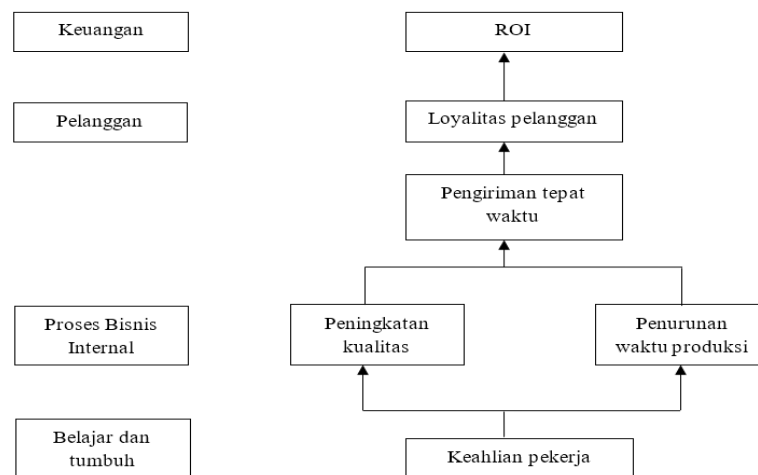 Keuangan
ROI
Pelanggan
Loyalitas pelanggan
Pengiriman tepat
waktu
Proses Bisnis
Internal
Peningkatan
kualitas
Penurunan
waktu produksi
Belajar dan
tumbuh
Keahlian pekerja